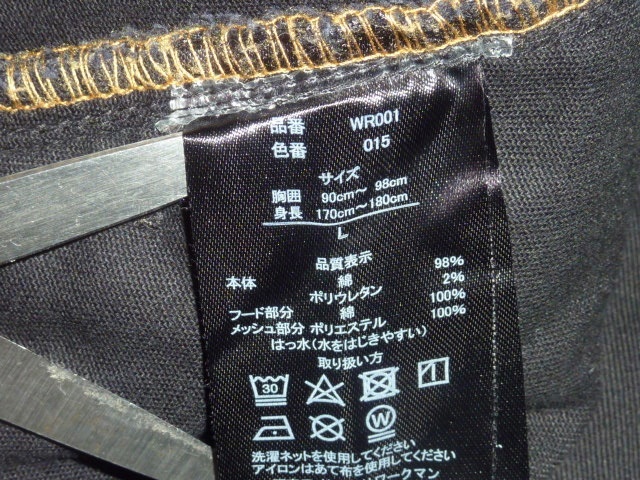 品番 WR001
色番 015
サイズ
胸囲 90cm～ 98cm
身長 170cm～180cm
L
品質表示
本体 綿 98%
ポリウレタン 2%
フード部分 綿 100%
メッシュ部分 ポリエステル 100%
はっ水(水をはじきやすい)
取り扱い方
30
W
洗濯ネットを使用してください
アイロンはあて布を使用してください
ワークマン